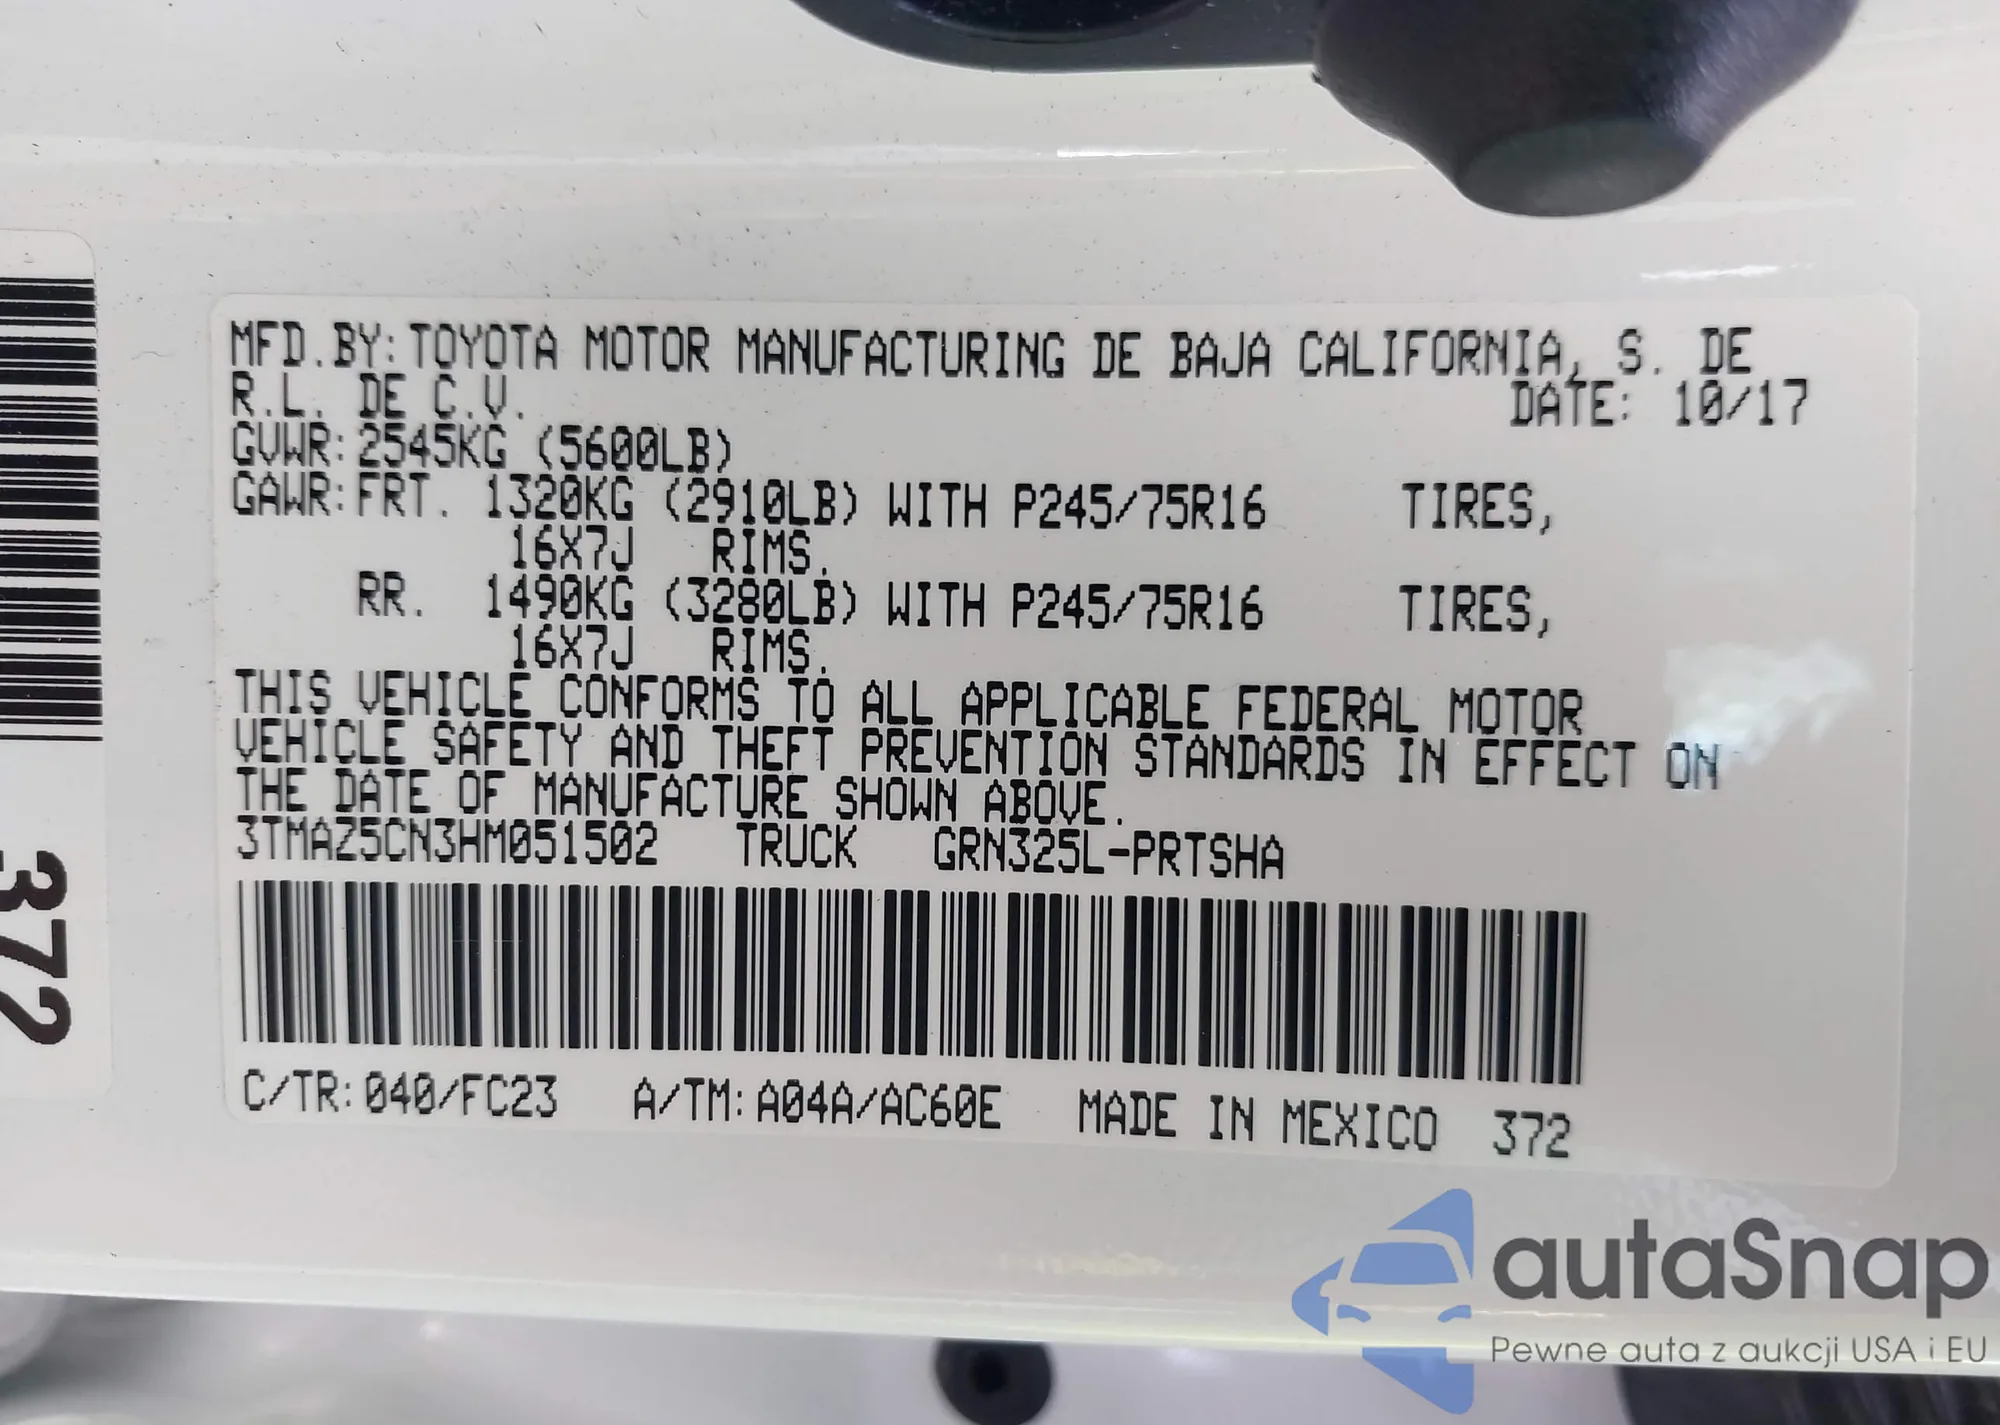 MFD.BY:TOYOTA MOTOR MANUFACTURING DE BAJA CALIFORNIA, S. DE
R.L. DE C.V. DATE: 10/17
GVWR:2545KG (5600LB)
GAWR:FRT. 1320KG (2910LB) WITH P245/75R16 TIRES,
16X7J RIMS.
RR. 1490KG (3280LB) WITH P245/75R16 TIRES,
16X7J RIMS.
THIS VEHICLE CONFORMS TO ALL APPLICABLE FEDERAL MOTOR
VEHICLE SAFETY AND THEFT PREVENTION STANDARDS IN EFFECT ON
THE DATE OF MANUFACTURE SHOWN ABOVE.
3TMAZ5CN3HM051502 TRUCK GRN325L-PRTSHA
C/TR:040/FC23 A/TM:A04A/AC60E MADE IN MEXICO 372
372
autaSnap
Pewne auta z aukcji USA i EU